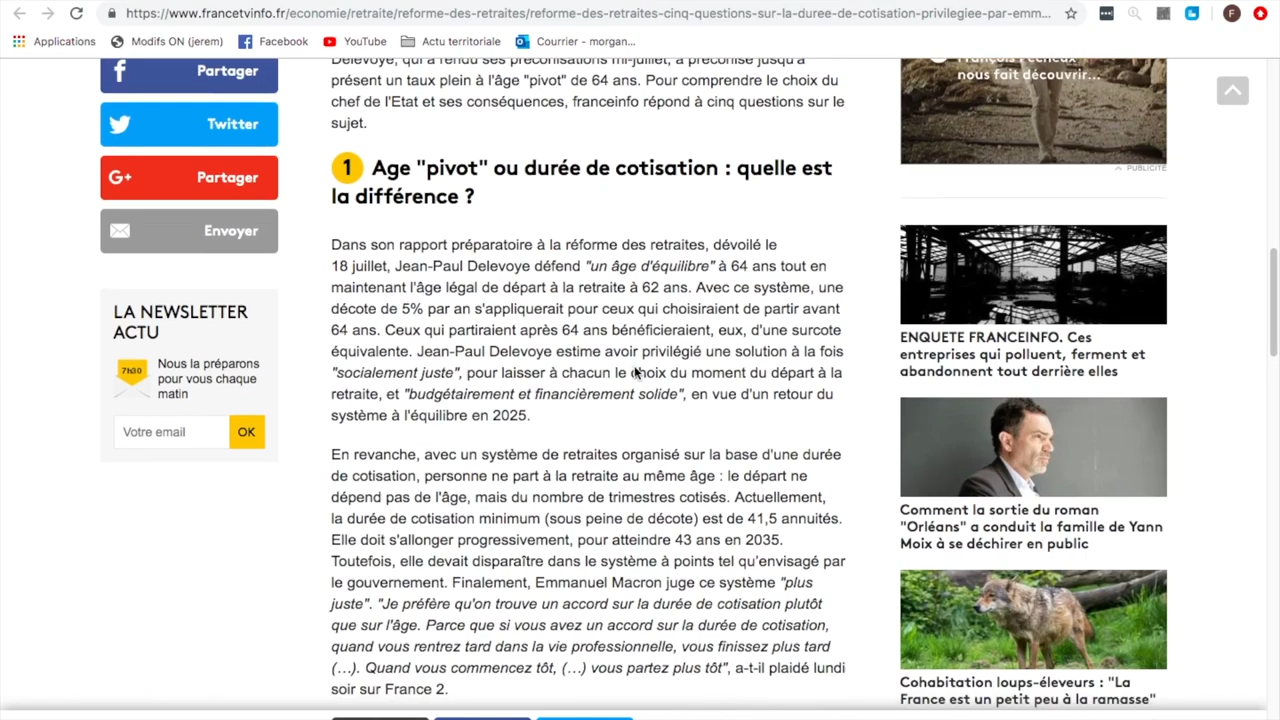 https://www.francetvinfo.fr/economie/retraite/reforme-des-retraites/reforme-des-retraites-cinq-questions-sur-la-duree-de-cotisation-privilegiee-par-emm...
F
Applications
Modifs ON (jerem)
Facebook
YouTube
Actu territoriale
Courrier - morgan...
Partager
Twitter
G+ Partager
Envoyer
LA NEWSLETTER
ACTU
7h30
Nous la préparons
pour vous chaque
matin
Votre email
OK
Delevoye, qui a rendu ses préconisations mi-juillet, a préconisé jusqu'à
présent un taux plein à l'âge "pivot" de 64 ans. Pour comprendre le choix du
chef de l'Etat et ses conséquences, franceinfo répond à cinq questions sur le
sujet.
1 Age "pivot" ou durée de cotisation : quelle est
la différence ?
Dans son rapport préparatoire à la réforme des retraites, dévoilé le
18 juillet, Jean-Paul Delevoye défend "un âge d'équilibre" à 64 ans tout en
maintenant l'âge légal de départ à la retraite à 62 ans. Avec ce système, une
décote de 5% par an s'appliquerait pour ceux qui choisiraient de partir avant
64 ans. Ceux qui partiraient après 64 ans bénéficieraient, eux, d'une surcote
équivalente. Jean-Paul Delevoye estime avoir privilégié une solution à la fois
"socialement juste", pour laisser à chacun le choix du moment du départ à la
retraite, et "budgétairement et financièrement solide", en vue d'un retour du
système à l'équilibre en 2025.
En revanche, avec un système de retraites organisé sur la base d'une durée
de cotisation, personne ne part à la retraite au même âge : le départ ne
dépend pas de l'âge, mais du nombre de trimestres cotisés. Actuellement,
la durée de cotisation minimum (sous peine de décote) est de 41,5 annuités.
Elle doit s'allonger progressivement, pour atteindre 43 ans en 2035.
Toutefois, elle devait disparaître dans le système à points tel qu'envisagé par
le gouvernement. Finalement, Emmanuel Macron juge ce système "plus
juste". "Je préfère qu'on trouve un accord sur la durée de cotisation plutôt
que sur l'âge. Parce que si vous avez un accord sur la durée de cotisation,
quand vous rentrez tard dans la vie professionnelle, vous finissez plus tard
(...). Quand vous commencez tôt, (...) vous partez plus tôt", a-t-il plaidé lundi
soir sur France 2.
nous fait découvrir...
PUBLICITÉ
ENQUETE FRANCEINFO. Ces
entreprises qui polluent, ferment et
abandonnent tout derrière elles
Comment la sortie du roman
"Orléans" a conduit la famille de Yann
Moix à se déchirer en public
Cohabitation loups-éleveurs : "La
France est un petit peu à la ramasse"